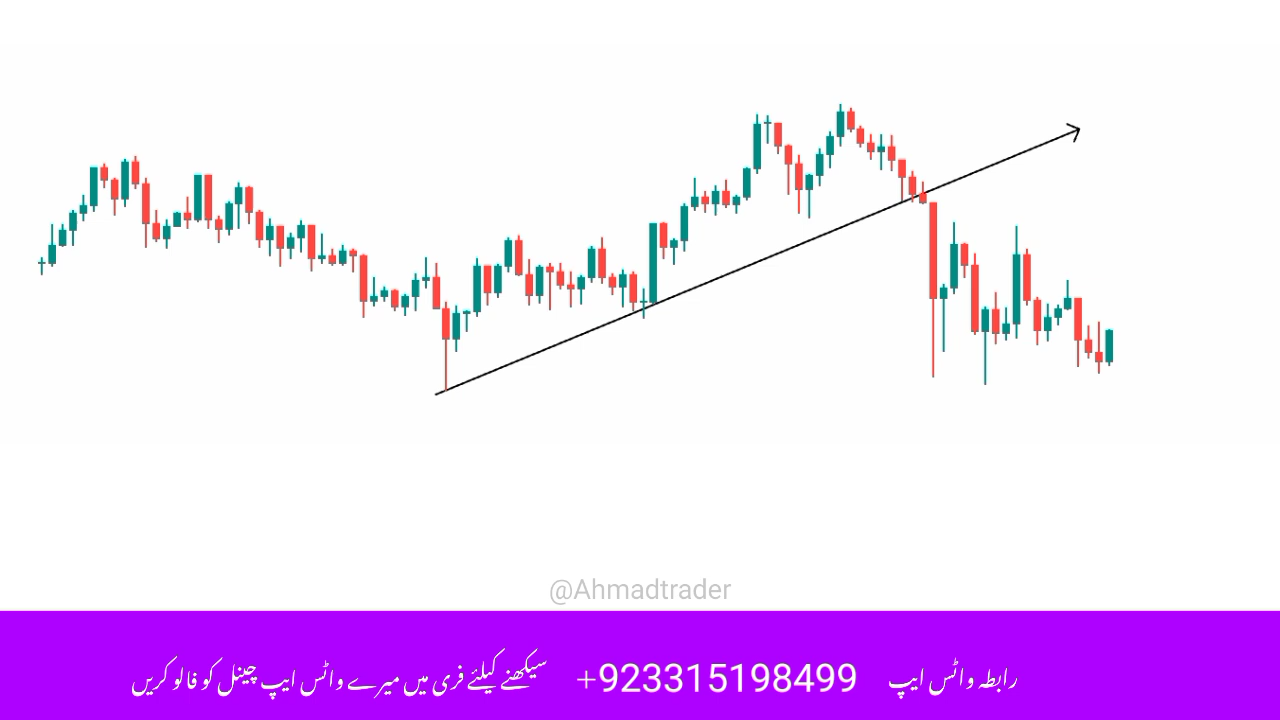 @Ahmadtrader
رابطہ واٹس ایپ +923315198499 سیکھنے کیلئے فری میں میرے واٹس ایپ چینل کو فالو کریں